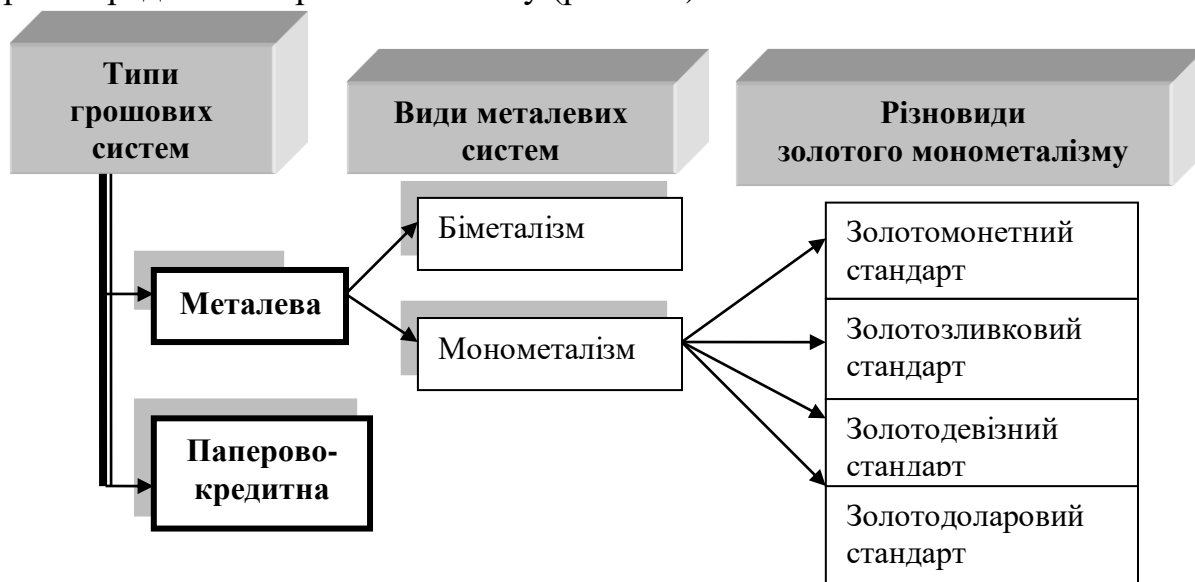 Типи
грошових
систем
Види металевих
систем
Різновиди
золотого монометалізму
Біметалізм
Золотомонетний
стандарт
Металева
Монометалізм
Золотозливковий
стандарт
Паперово-
кредитна
Золотодевізний
стандарт
Золотодоларовий
стандарт